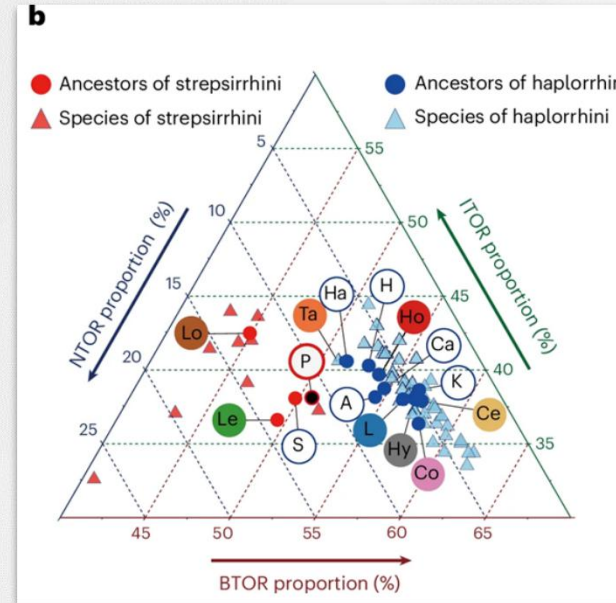 b
Ancestors of strepsirrhini
Ancestors of haplorrhi
Species of strepsirrhini
Species of haplorrhini
5
55
10
50
NTOR proportion (%)
ITOR proportion (%)
15
45
Ha
H
Ta
Ho
Lo
Ca
P
20
40
K
A
Le
L
Ce
S
Hy
25
35
Co
45
50
55
60
65
BTOR proportion (%)